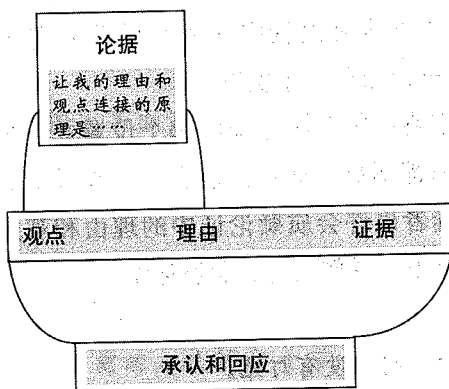 论据
让我的理由和
观点连接的原
理是……
观点 理由 证据
承认和回应